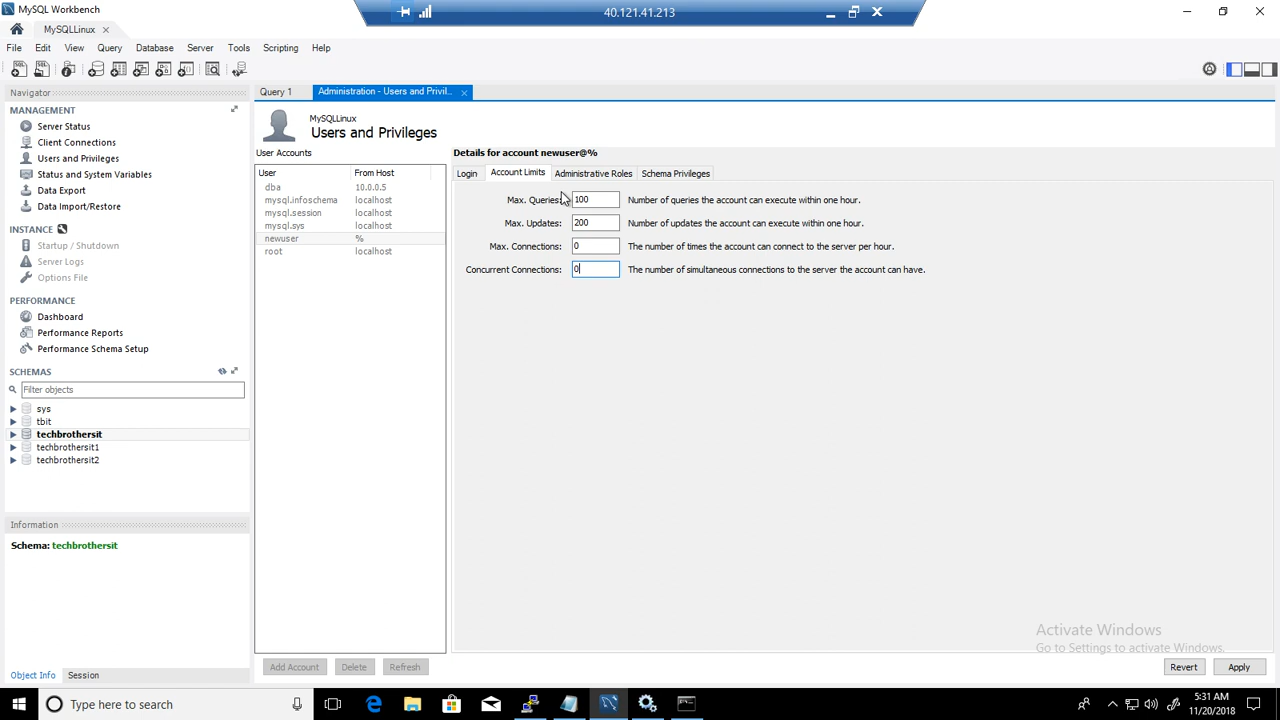 MySQL Workbench
40.121.41.213
MySQLLinux
File Edit View Query Database Server Tools Scripting Help
Navigator
MANAGEMENT
Server Status
Client Connections
Users and Privileges
Status and System Variables
Data Export
Data Import/Restore
INSTANCE
Startup / Shutdown
Server Logs
Options File
PERFORMANCE
Dashboard
Performance Reports
Performance Schema Setup
SCHEMAS
Filter objects
sys
tbit
techbrothersit
techbrothersit1
techbrothersit2
Information
Schema: techbrothersit
Object Info Session
Query 1 Administration - Users and Privil..
MySQLLinux
Users and Privileges
User Accounts
User From Host
dba 10.0.0.5
mysql.infoschema localhost
mysql.session localhost
mysql.sys localhost
newuser %
root localhost
Add Account Delete Refresh
Details for account newuser@%
Login Account Limits Administrative Roles Schema Privileges
Max. Queries: 100 Number of queries the account can execute within one hour.
Max. Updates: 200 Number of updates the account can execute within one hour.
Max. Connections: 0 The number of times the account can connect to the server per hour.
Concurrent Connections: 0 The number of simultaneous connections to the server the account can have.
Activate Windows
Go to Settings to activate Windows.
Revert Apply
Type here to search
5:31 AM
11/20/2018